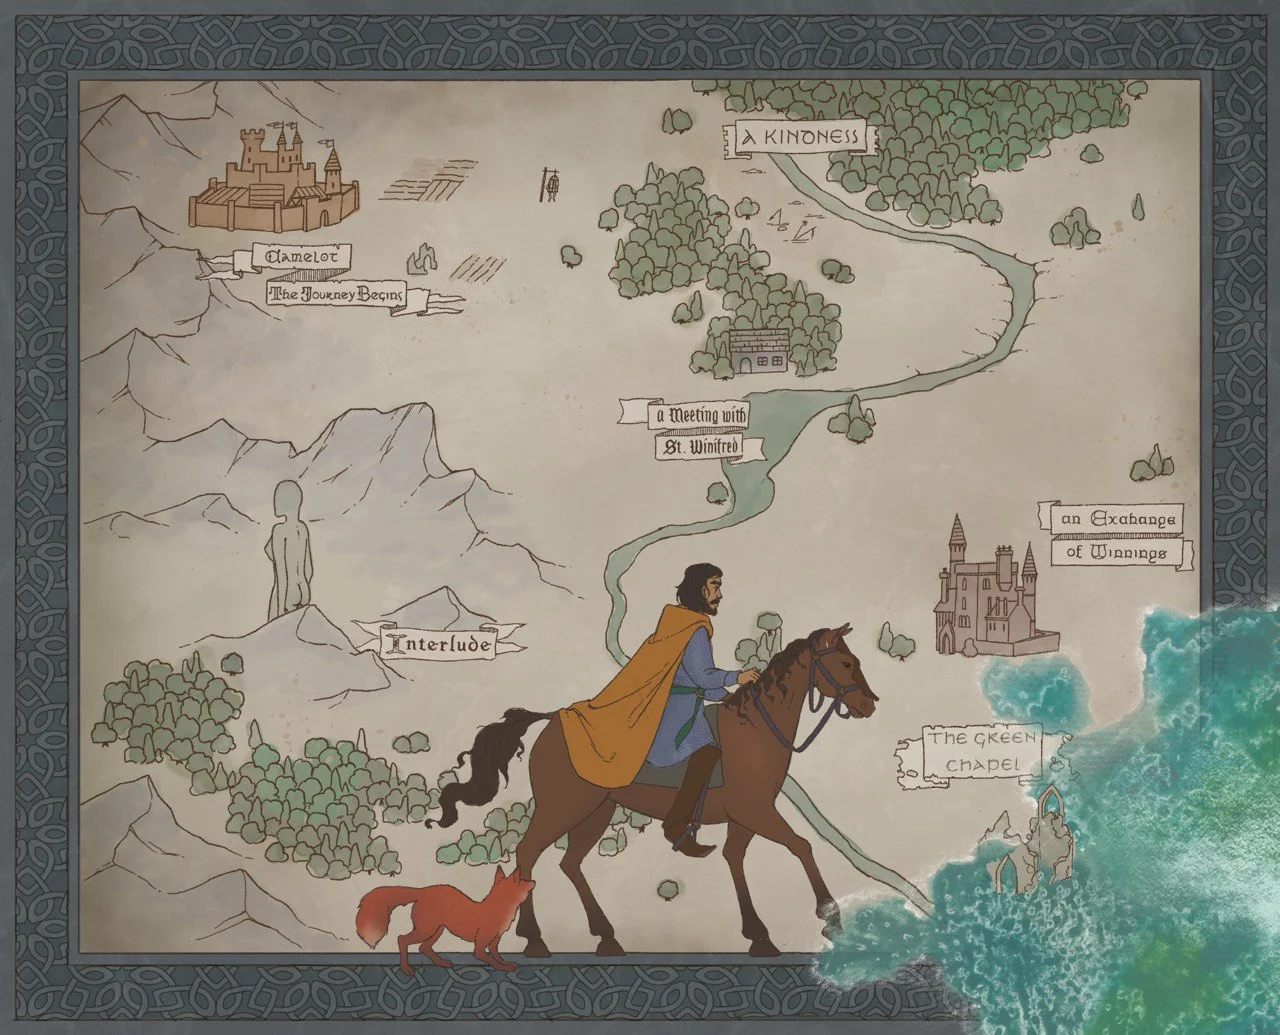 A KINDNESS
Camelot
The Journey Begins
a Meeting with
St. Winifred
an Exchange
of Winnings
Interlude
THE GREEN
CHAPEL